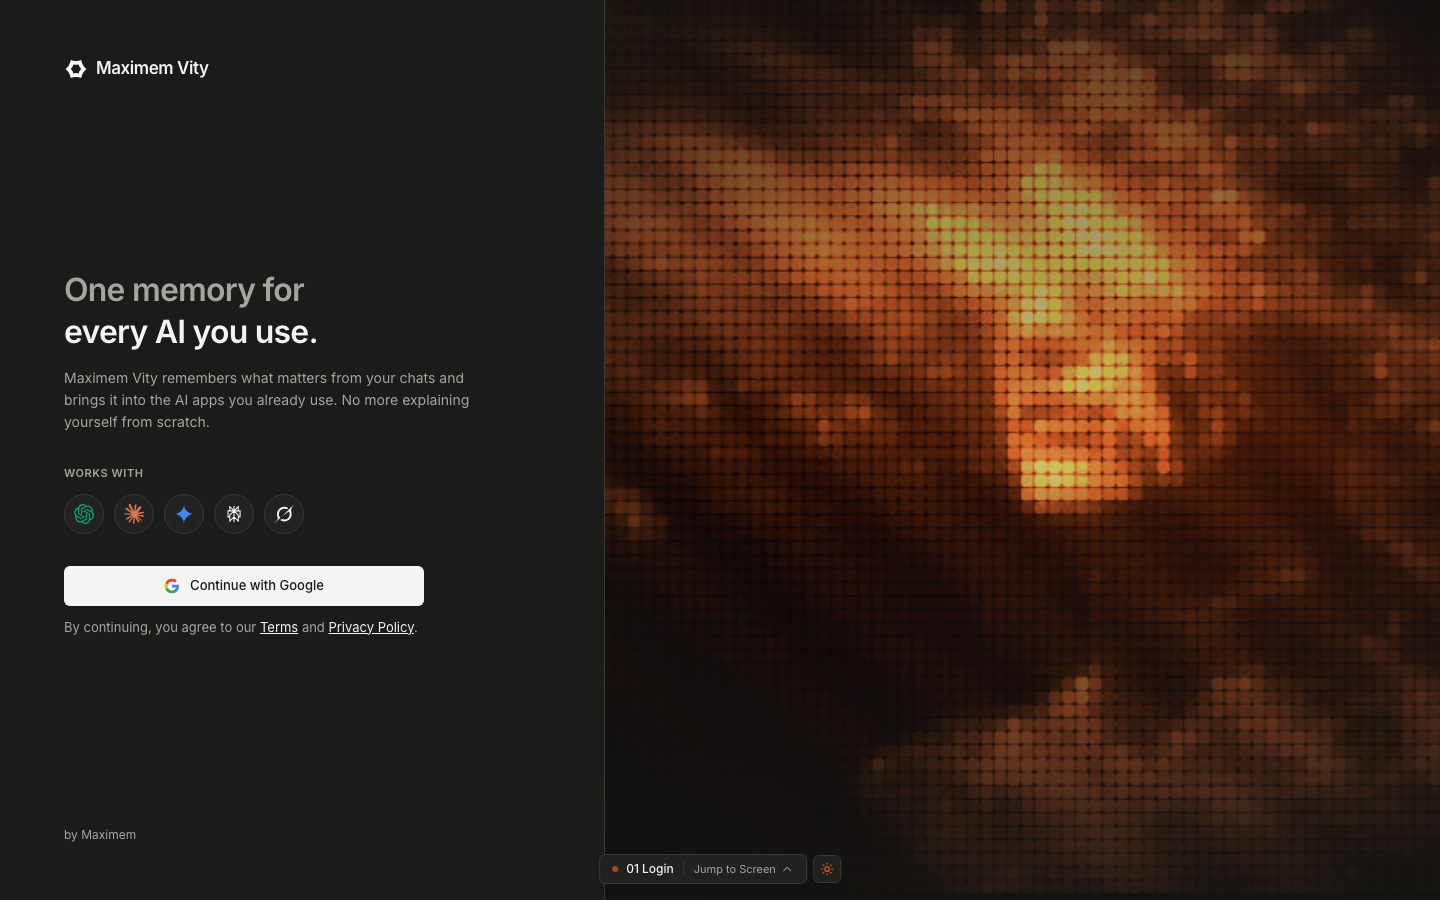 Maximem Vity
One memory for
every AI you use.
Maximem Vity remembers what matters from your chats and
brings it into the AI apps you already use. No more explaining
yourself from scratch.
WORKS WITH
Continue with Google
By continuing, you agree to our Terms and Privacy Policy.
by Maximem
01 Login
Jump to Screen